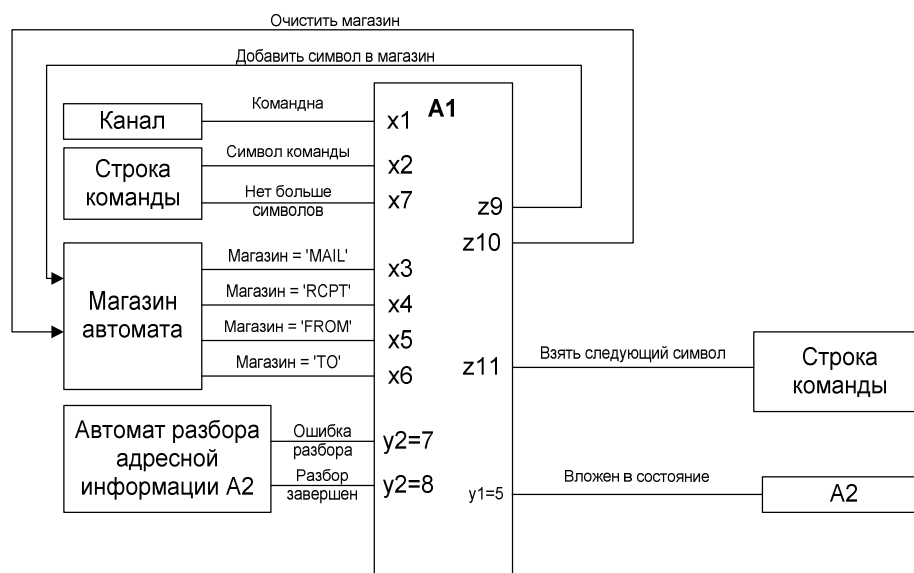 Очистить магазин
Добавить символ в магазин
A1
Канал
Командна
x1
Строка
команды
Символ команды
x2
Нет больше
символов
x7
z9
z10
Магазин
автомата
Магазин = 'MAIL'
x3
Магазин = 'RCPT'
x4
Магазин = 'FROM'
x5
Магазин = 'TO'
x6
z11
Взять следующий символ
Строка
команды
Автомат разбора
адресной
информации A2
Ошибка
разбора
y2=7
Разбор
завершен
y2=8
y1=5
Вложен в состояние
A2